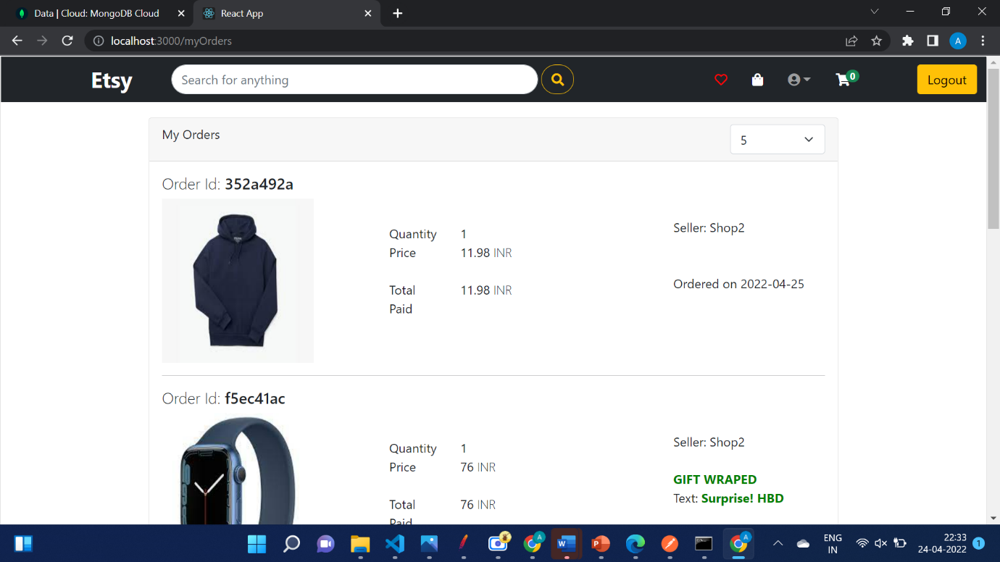 Data | Cloud: MongoDB Cloud
React App
localhost:3000/myOrders
A
Etsy
Search for anything
0
Logout
My Orders
5
Order Id: 352a492a
Quantity 1
Price 11.98 INR
Total Paid 11.98 INR
Seller: Shop2
Ordered on 2022-04-25
Order Id: f5ec41ac
Quantity 1
Price 76 INR
Total Paid 76 INR
Seller: Shop2
GIFT WRAPED
Text: Surprise! HBD
ENG
IN
22:33
24-04-2022
1